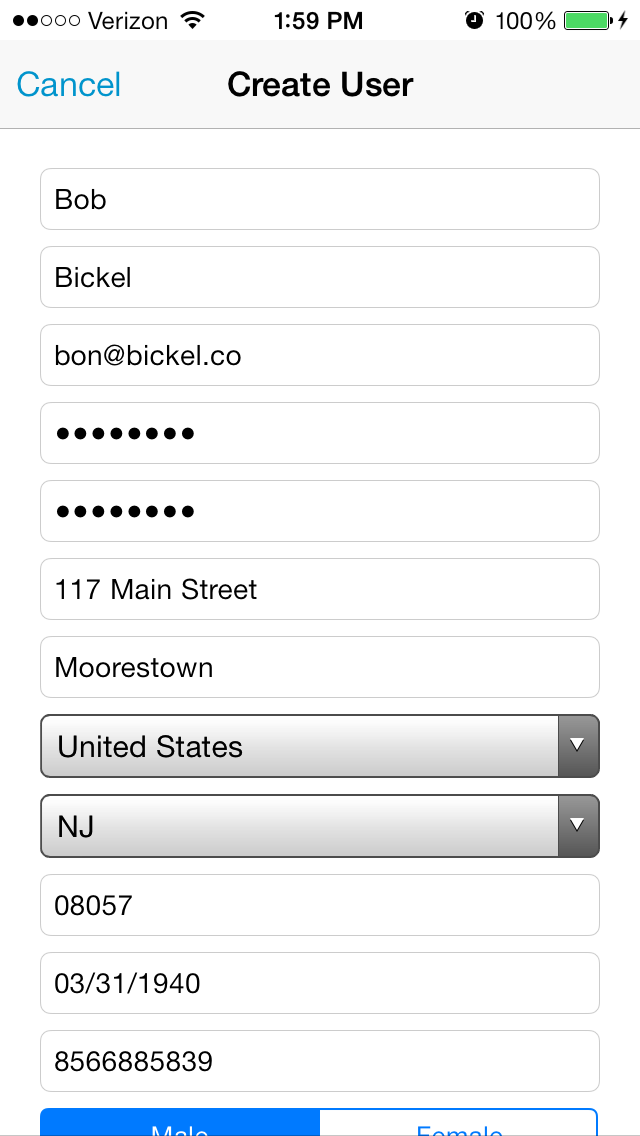 Verizon 1:59 PM 100%
Cancel Create User
Bob
Bickel
bon@bickel.co
••••••••
••••••••
117 Main Street
Moorestown
United States
NJ
08057
03/31/1940
8566885839
Male Female